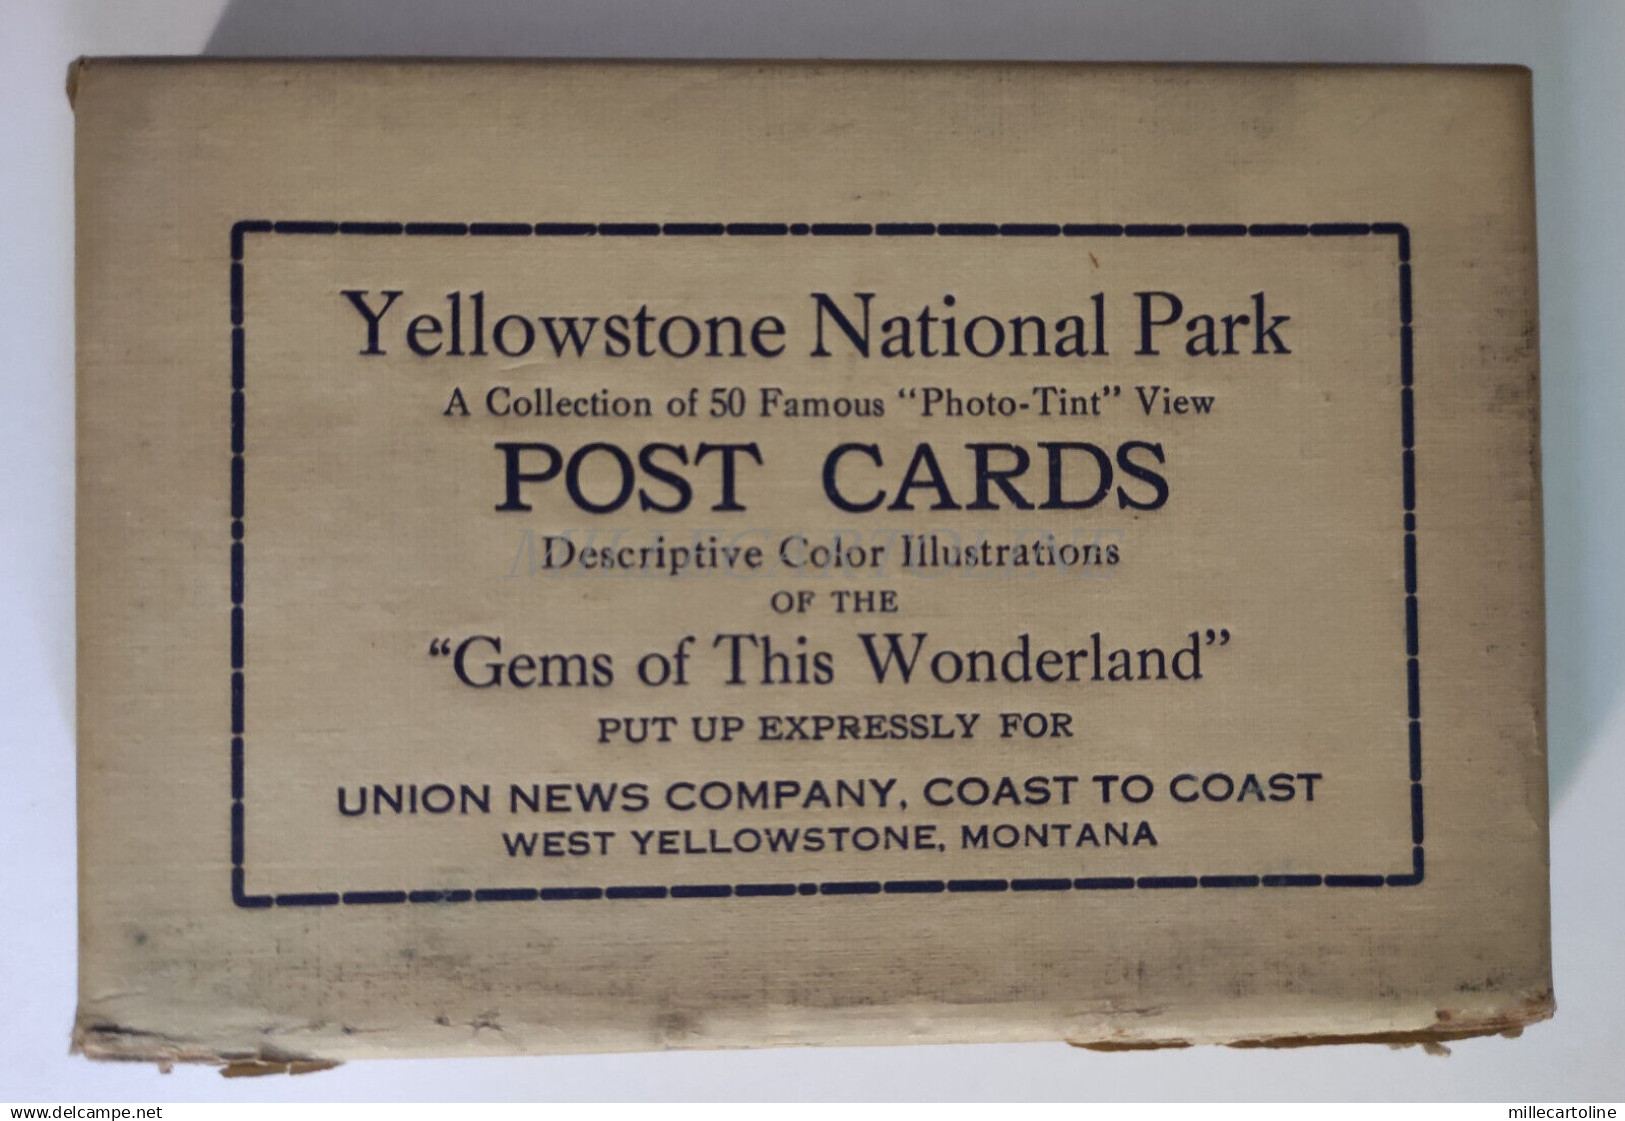 Yellowstone National Park
A Collection of 50 Famous “Photo-Tint” View
POST CARDS
MILLECARTOLINE
Descriptive Color Illustrations
OF THE
“Gems of This Wonderland”
PUT UP EXPRESSLY FOR
UNION NEWS COMPANY, COAST TO COAST
WEST YELLOWSTONE, MONTANA
www.delcampe.net
millecartoline